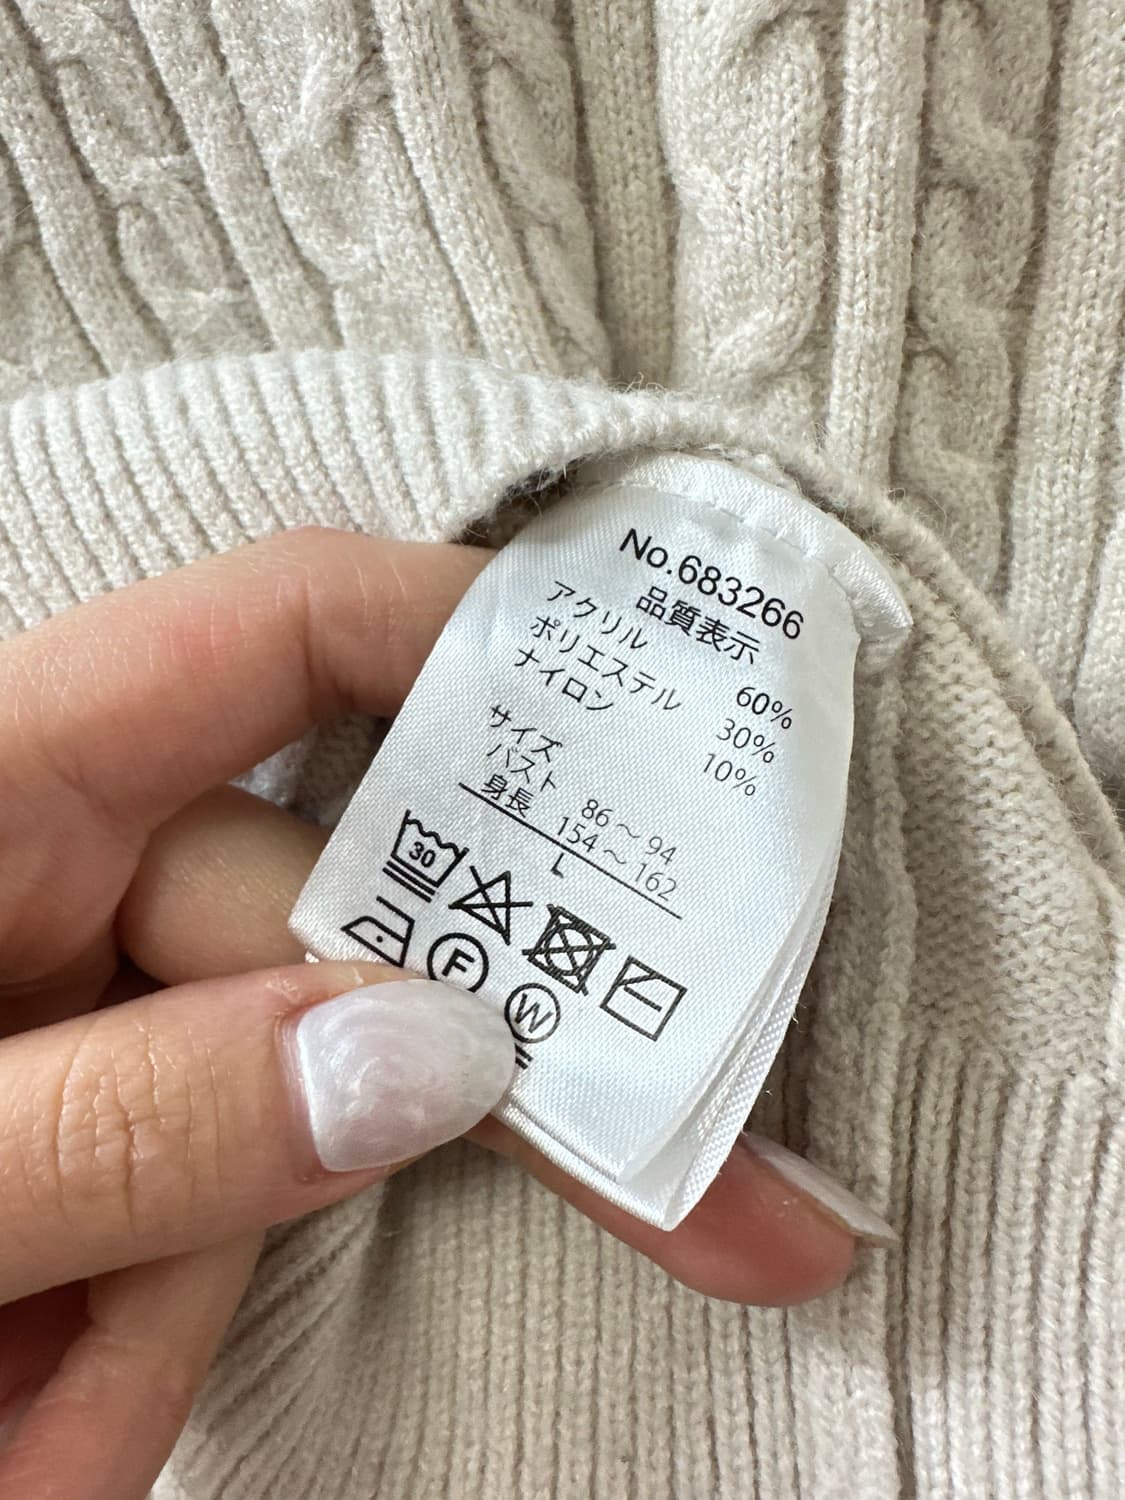 No.683266
品質表示
アクリル 60%
ポリエステル 30%
ナイロン 10%
サイズ
バスト 86～94
身長 154～162
L
30
F
W